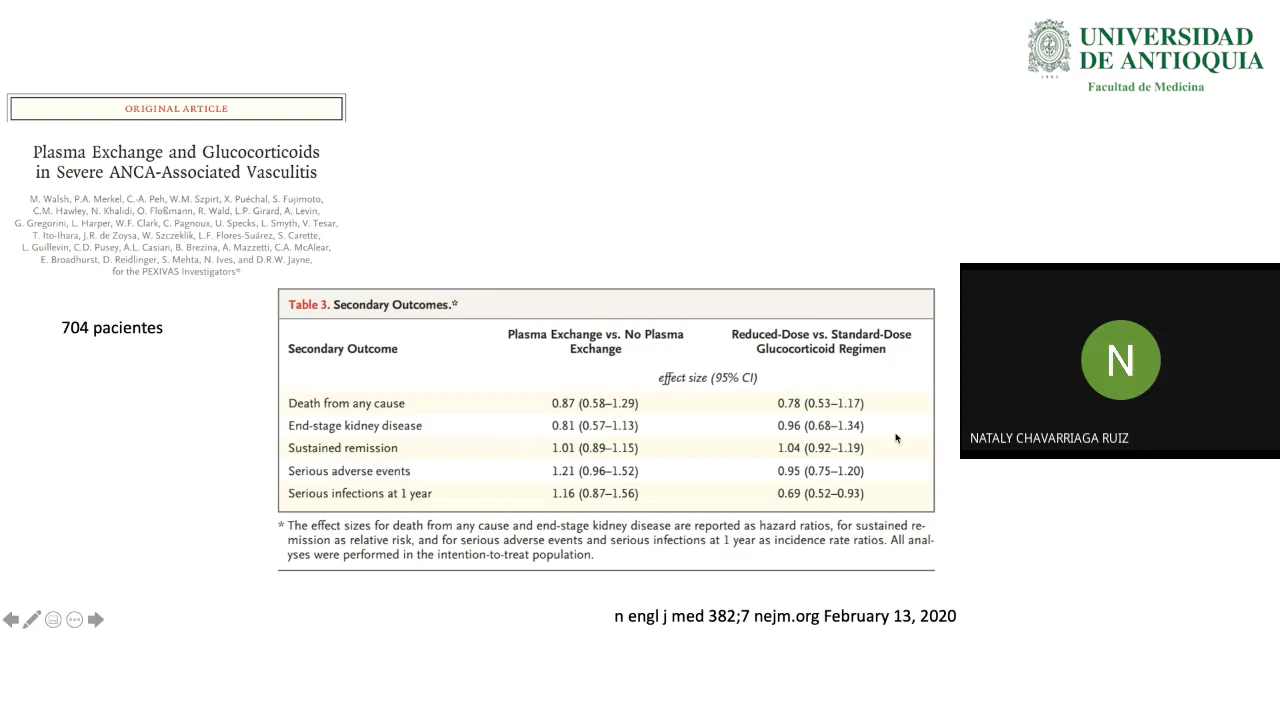 UNIVERSIDAD
DE ANTIOQUIA
Facultad de Medicina
1803
ORIGINAL ARTICLE
Plasma Exchange and Glucocorticoids
in Severe ANCA-Associated Vasculitis
M. Walsh, P.A. Merkel, C.-A. Peh, W.M. Szpirt, X. Puéchal, S. Fujimoto,
C.M. Hawley, N. Khalidi, O. Floßmann, R. Wald, L.P. Girard, A. Levin,
G. Gregorini, L. Harper, W.F. Clark, C. Pagnoux, U. Specks, L. Smyth, V. Tesar,
T. Ito-Ihara, J.R. de Zoysa, W. Szczeklik, L.F. Flores-Suárez, S. Carette,
L. Guillevin, C.D. Pusey, A.L. Casian, B. Brezina, A. Mazzetti, C.A. McAlear,
E. Broadhurst, D. Reidlinger, S. Mehta, N. Ives, and D.R.W. Jayne,
for the PEXIVAS Investigators*
704 pacientes
Table 3. Secondary Outcomes.*
Secondary Outcome
Plasma Exchange vs. No Plasma
Exchange
Reduced-Dose vs. Standard-Dose
Glucocorticoid Regimen
effect size (95% CI)
Death from any cause 0.87 (0.58–1.29) 0.78 (0.53–1.17)
End-stage kidney disease 0.81 (0.57–1.13) 0.96 (0.68–1.34)
Sustained remission 1.01 (0.89–1.15) 1.04 (0.92–1.19)
Serious adverse events 1.21 (0.96–1.52) 0.95 (0.75–1.20)
Serious infections at 1 year 1.16 (0.87–1.56) 0.69 (0.52–0.93)
* The effect sizes for death from any cause and end-stage kidney disease are reported as hazard ratios, for sustained re-
mission as relative risk, and for serious adverse events and serious infections at 1 year as incidence rate ratios. All anal-
yses were performed in the intention-to-treat population.
n engl j med 382;7 nejm.org February 13, 2020
N
NATALY CHAVARRIAGA RUIZ